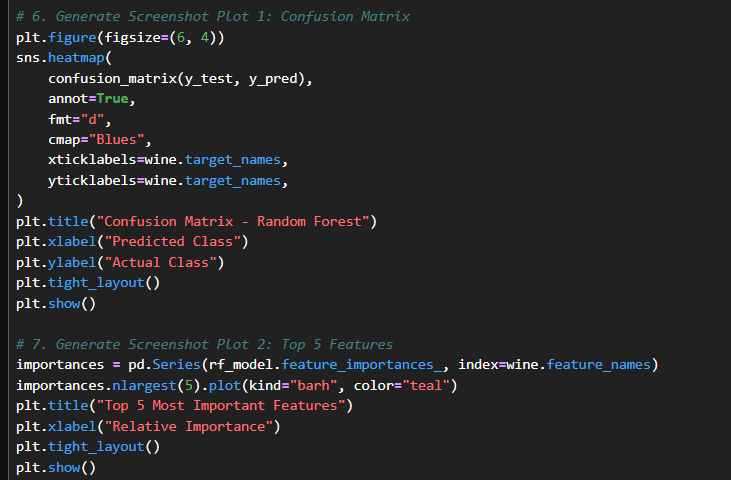 # 6. Generate Screenshot Plot 1: Confusion Matrix
plt.figure(figsize=(6, 4))
sns.heatmap(
    confusion_matrix(y_test, y_pred),
    annot=True,
    fmt="d",
    cmap="Blues",
    xticklabels=wine.target_names,
    yticklabels=wine.target_names,
)
plt.title("Confusion Matrix - Random Forest")
plt.xlabel("Predicted Class")
plt.ylabel("Actual Class")
plt.tight_layout()
plt.show()

# 7. Generate Screenshot Plot 2: Top 5 Features
importances = pd.Series(rf_model.feature_importances_, index=wine.feature_names)
importances.nlargest(5).plot(kind="barh", color="teal")
plt.title("Top 5 Most Important Features")
plt.xlabel("Relative Importance")
plt.tight_layout()
plt.show()